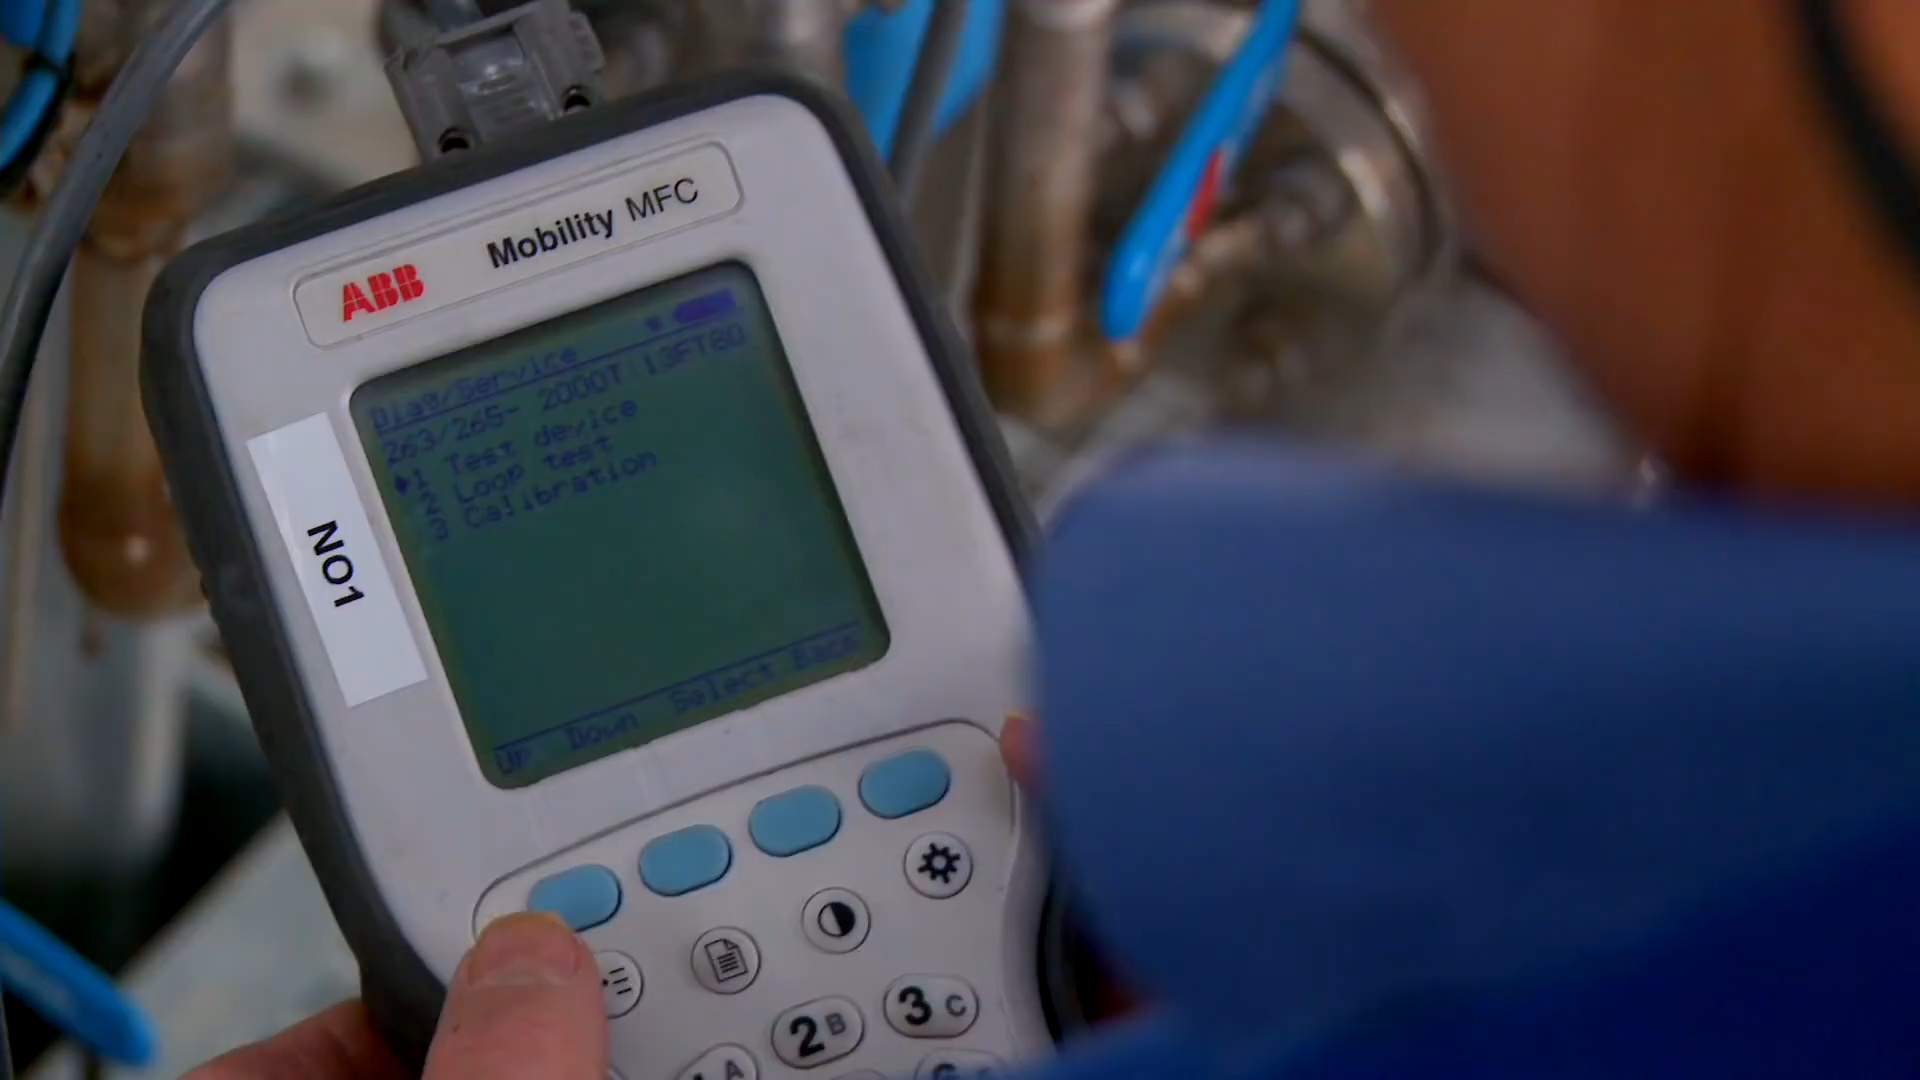 ABB Mobility MFC
Diag/Service
263/265- 2000T 13FT80
1 Test device
2 Loop test
3 Calibration
Up Down Select Back
NO1
2 B
3 C
A